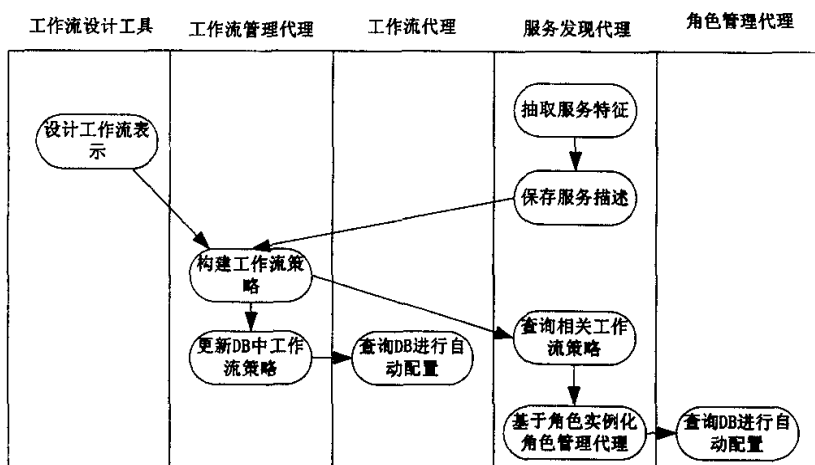 工作流设计工具
工作流管理代理
工作流代理
服务发现代理
角色管理代理
抽取服务特征
设计工作流表
示
保存服务描述
构建工作流策
略
查询相关工作
流策略
更新DB中工作
流策略
查询DB进行自
动配置
基于角色实例化
角色管理代理
查询DB进行自
动配置